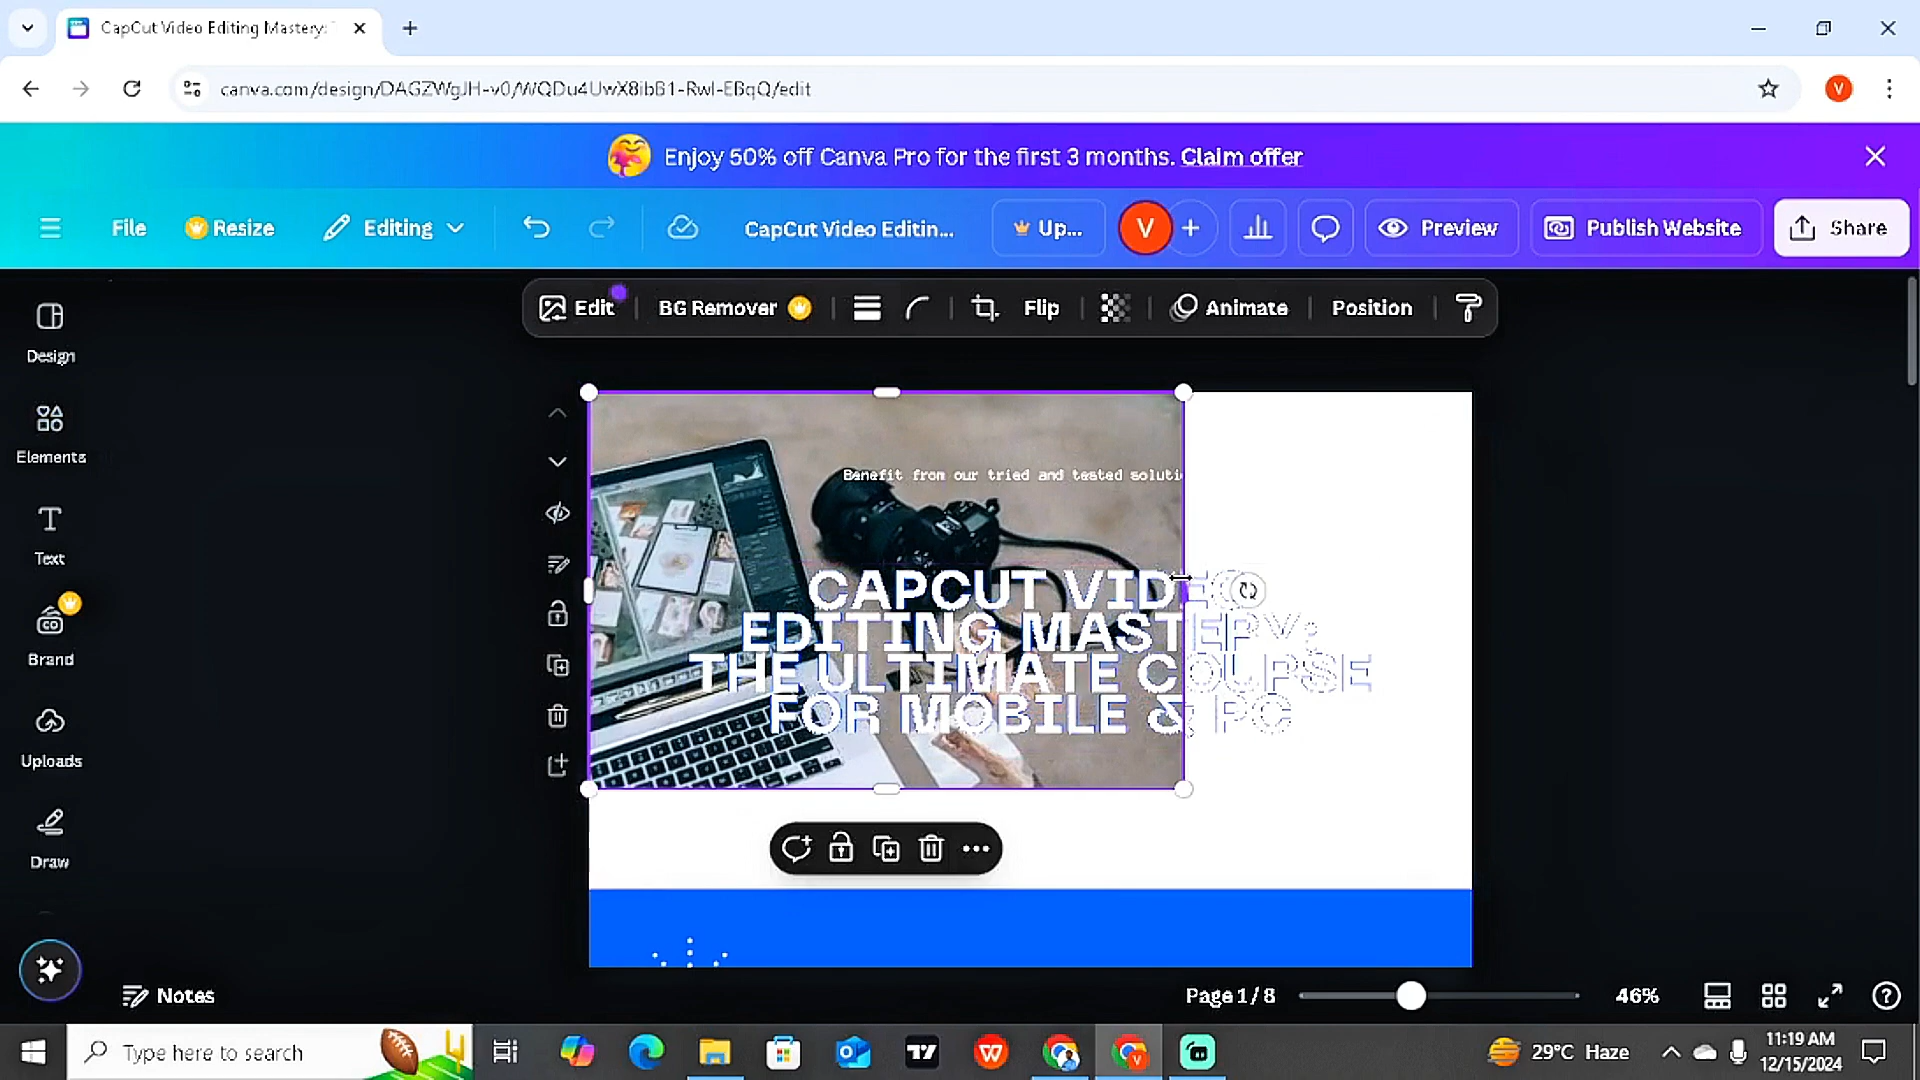 CapCut Video Editing Mastery:
canva.com/design/DAGZWgJH-v0/WQDu4UwX8ibB1-RwI-EBqQ/edit
V
Enjoy 50% off Canva Pro for the first 3 months. Claim offer
File
Resize
Editing
CapCut Video Editin...
Up...
V
Preview
Publish Website
Share
Edit
BG Remover
Flip
Animate
Position
Design
Elements
Text
Brand
Uploads
Draw
Benefit from our tried and tested soluti
CAPCUT VIDEO
EDITING MASTERY:
THE ULTIMATE COURSE
FOR MOBILE & PC
Notes
Page 1 / 8
46%
Type here to search
29°C Haze
11:19 AM
12/15/2024